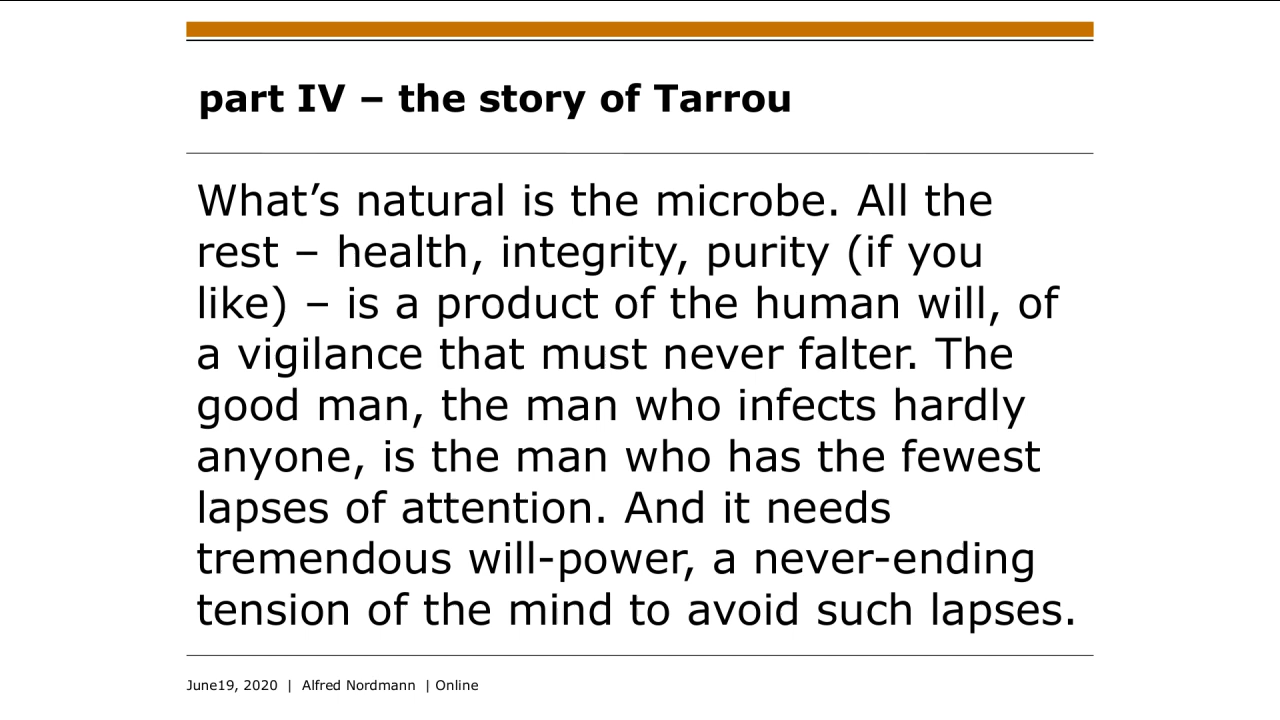 part IV – the story of Tarrou
What’s natural is the microbe. All the
rest – health, integrity, purity (if you
like) – is a product of the human will, of
a vigilance that must never falter. The
good man, the man who infects hardly
anyone, is the man who has the fewest
lapses of attention. And it needs
tremendous will-power, a never-ending
tension of the mind to avoid such lapses.
June19, 2020 | Alfred Nordmann | Online